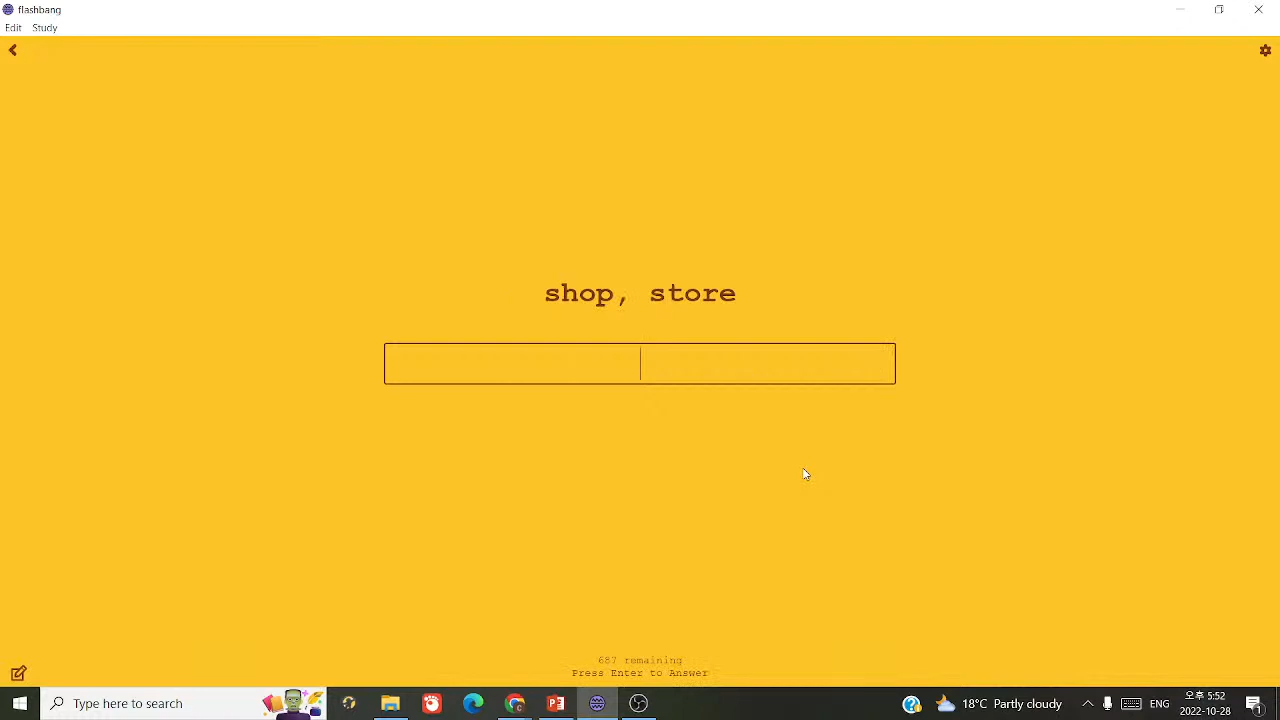 flashbang
Edit Study
shop, store
687 remaining
Press Enter to Answer
Type here to search
18°C Partly cloudy
ENG
오후 5:52
2022-10-28
1